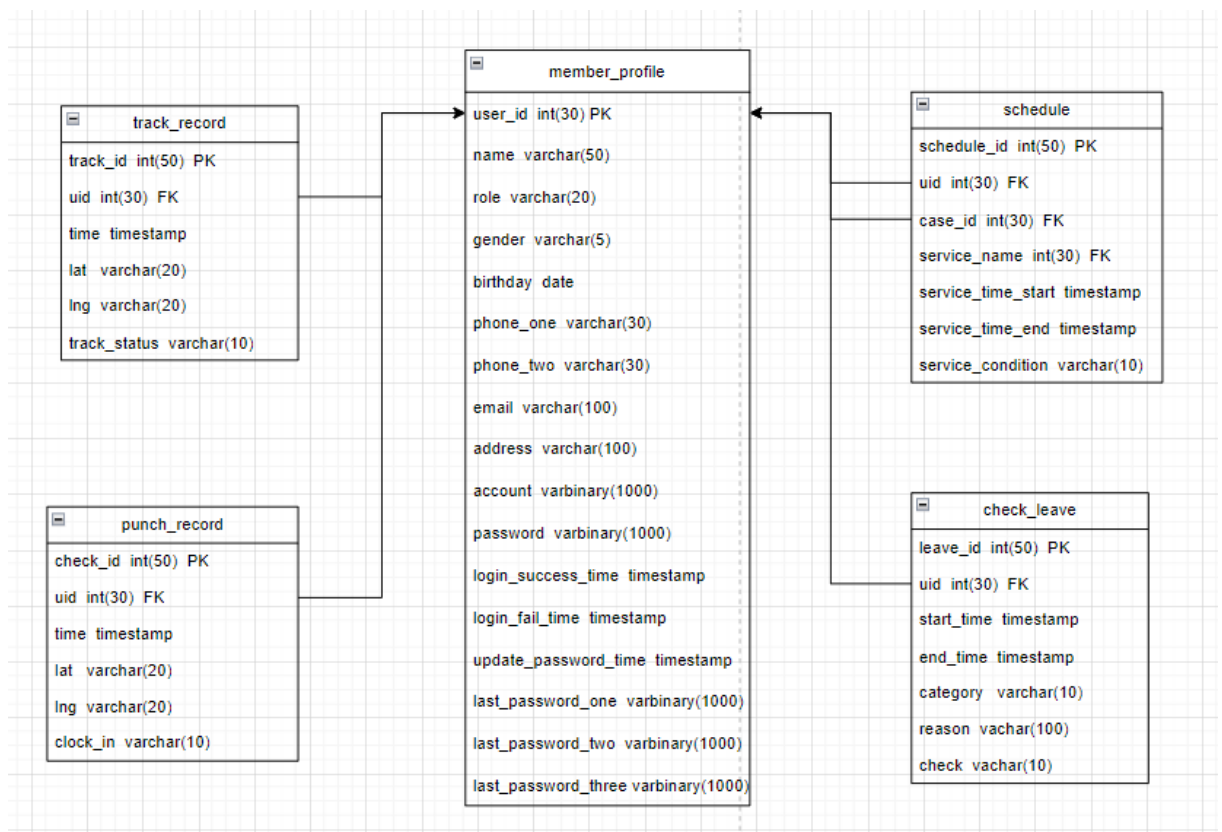 track_record
track_id int(50) PK
uid int(30) FK
time timestamp
lat varchar(20)
lng varchar(20)
track_status varchar(10)
punch_record
check_id int(50) PK
uid int(30) FK
time timestamp
lat varchar(20)
lng varchar(20)
clock_in varchar(10)
member_profile
user_id int(30) PK
name varchar(50)
role varchar(20)
gender varchar(5)
birthday date
phone_one varchar(30)
phone_two varchar(30)
email varchar(100)
address varchar(100)
account varbinary(1000)
password varbinary(1000)
login_success_time timestamp
login_fail_time timestamp
update_password_time timestamp
last_password_one varbinary(1000)
last_password_two varbinary(1000)
last_password_three varbinary(1000)
schedule
schedule_id int(50) PK
uid int(30) FK
case_id int(30) FK
service_name int(30) FK
service_time_start timestamp
service_time_end timestamp
service_condition varchar(10)
check_leave
leave_id int(50) PK
uid int(30) FK
start_time timestamp
end_time timestamp
category varchar(10)
reason vachar(100)
check vachar(10)